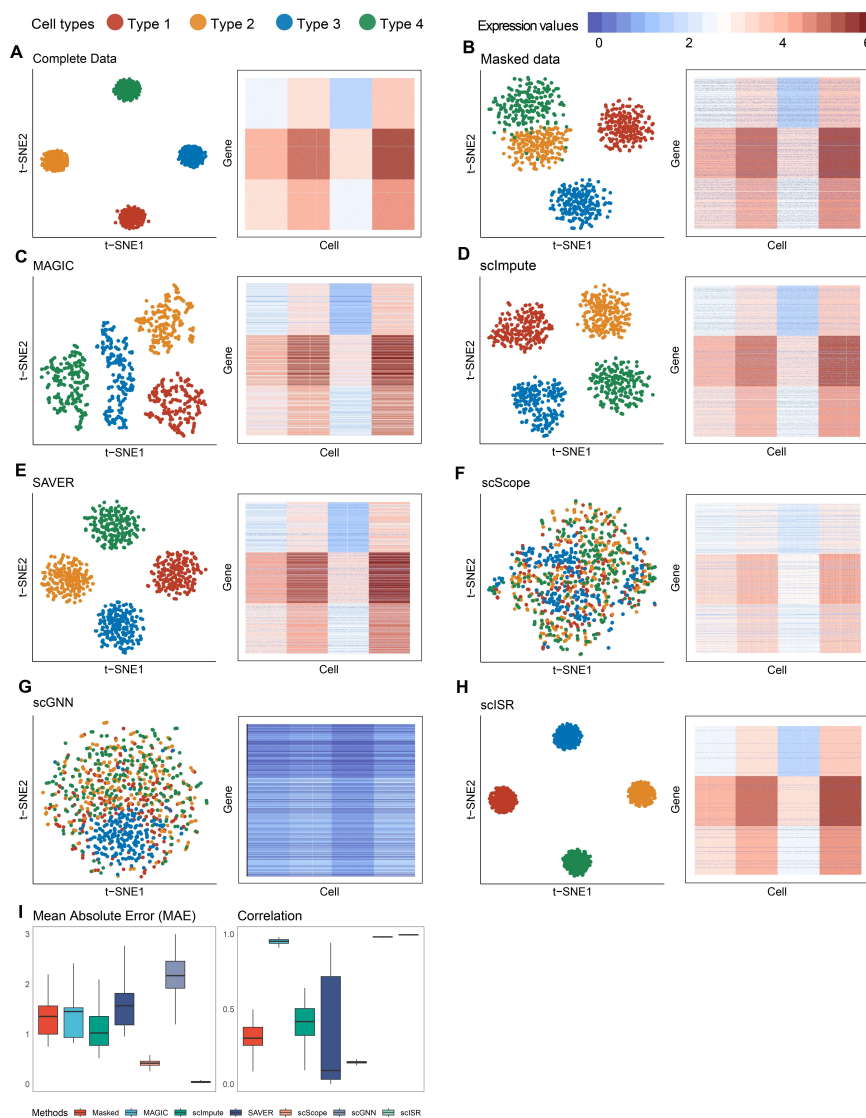 Cell types Type 1 Type 2 Type 3 Type 4
Expression values
0 2 4 6
A
Complete Data
t−SNE2
t−SNE1
Gene
Cell
B
Masked data
t−SNE2
t−SNE1
Gene
Cell
C
MAGIC
t−SNE2
t−SNE1
Gene
Cell
D
scImpute
t−SNE2
t−SNE1
Gene
Cell
E
SAVER
t−SNE2
t−SNE1
Gene
Cell
F
scScope
t−SNE2
t−SNE1
Gene
Cell
G
scGNN
t−SNE2
t−SNE1
Gene
Cell
H
scISR
t−SNE2
t−SNE1
Gene
Cell
I
Mean Absolute Error (MAE)
3
2
1
0
Correlation
1.0
0.5
0.0
Methods Masked MAGIC scImpute SAVER scScope scGNN scISR